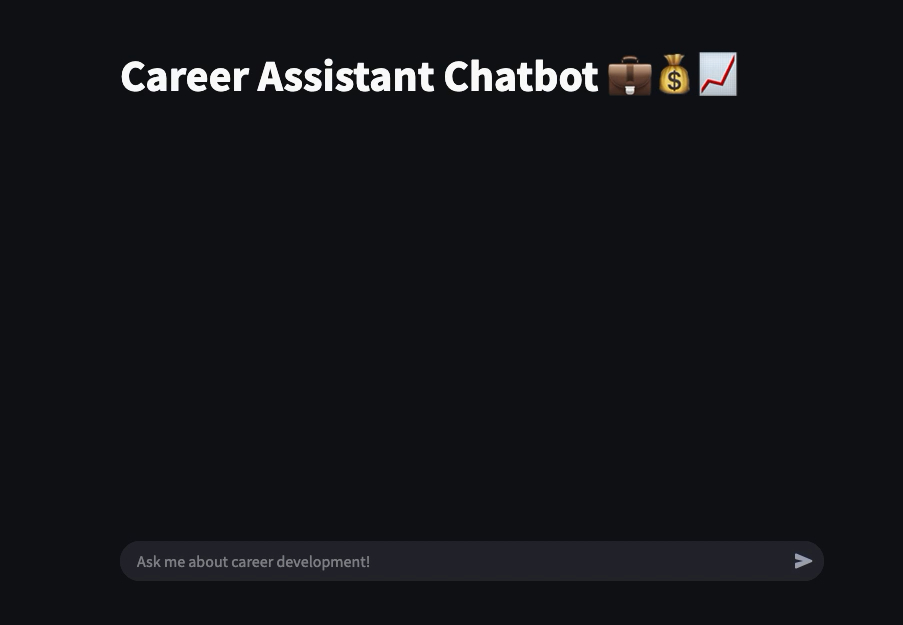 Career Assistant Chatbot 💼💰📈
Ask me about career development!